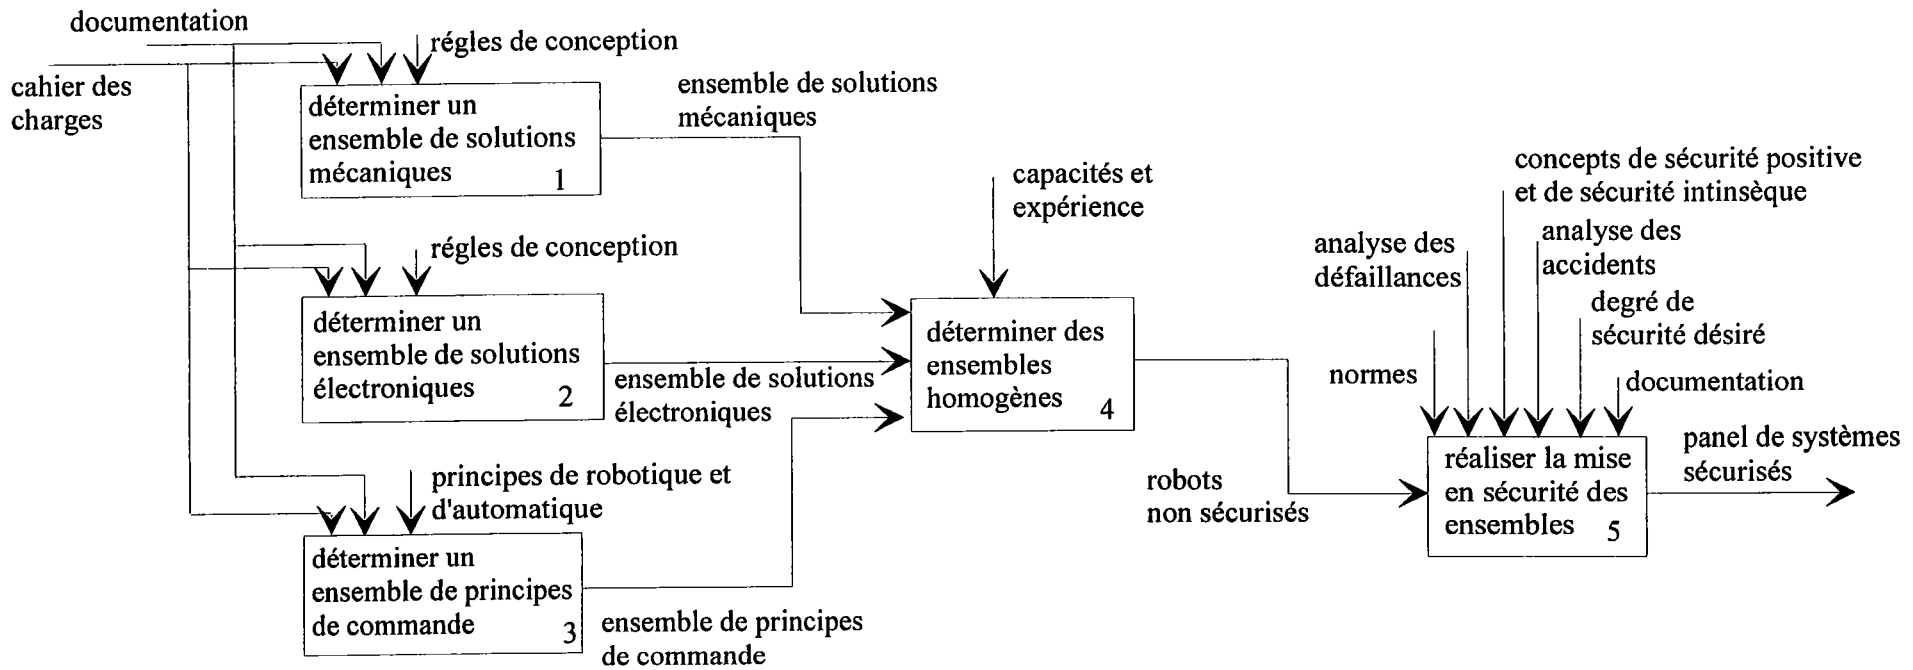 documentation
cahier des
charges
régles de conception
déterminer un
ensemble de solutions
mécaniques
1
ensemble de solutions
mécaniques
régles de conception
déterminer un
ensemble de solutions
électroniques
2
ensemble de solutions
électroniques
principes de robotique et
d'automatique
déterminer un
ensemble de principes
de commande
3
ensemble de principes
de commande
capacités et
expérience
déterminer des
ensembles
homogènes
4
robots
non sécurisés
concepts de sécurité positive
et de sécurité intinsèque
analyse des
défaillances
analyse des
accidents
degré de
sécurité désiré
normes
documentation
réaliser la mise
en sécurité des
ensembles
5
panel de systèmes
sécurisés